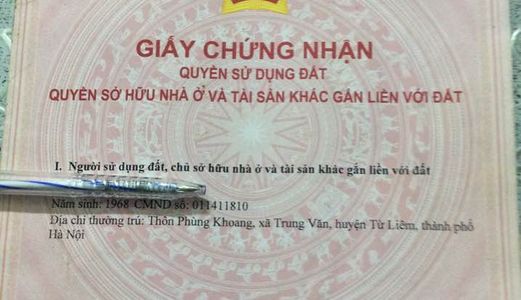 GIẤY CHỨNG NHẬN
QUYỀN SỬ DỤNG ĐẤT
QUYỀN SỞ HỮU NHÀ Ở VÀ TÀI SẢN KHÁC GẮN LIỀN VỚI ĐẤT
I. Người sử dụng đất, chủ sở hữu nhà ở và tài sản khác gắn liền với đất
Năm sinh: 1968 CMND số: 011411810
Địa chỉ thường trú: Thôn Phùng Khoang, xã Trung Văn, huyện Từ Liêm, thành phố
Hà Nội